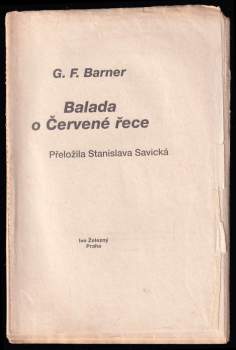 G. F. Barner
Balada
o Červené řece
Přeložila Stanislava Savická
Ivo Železný
Praha